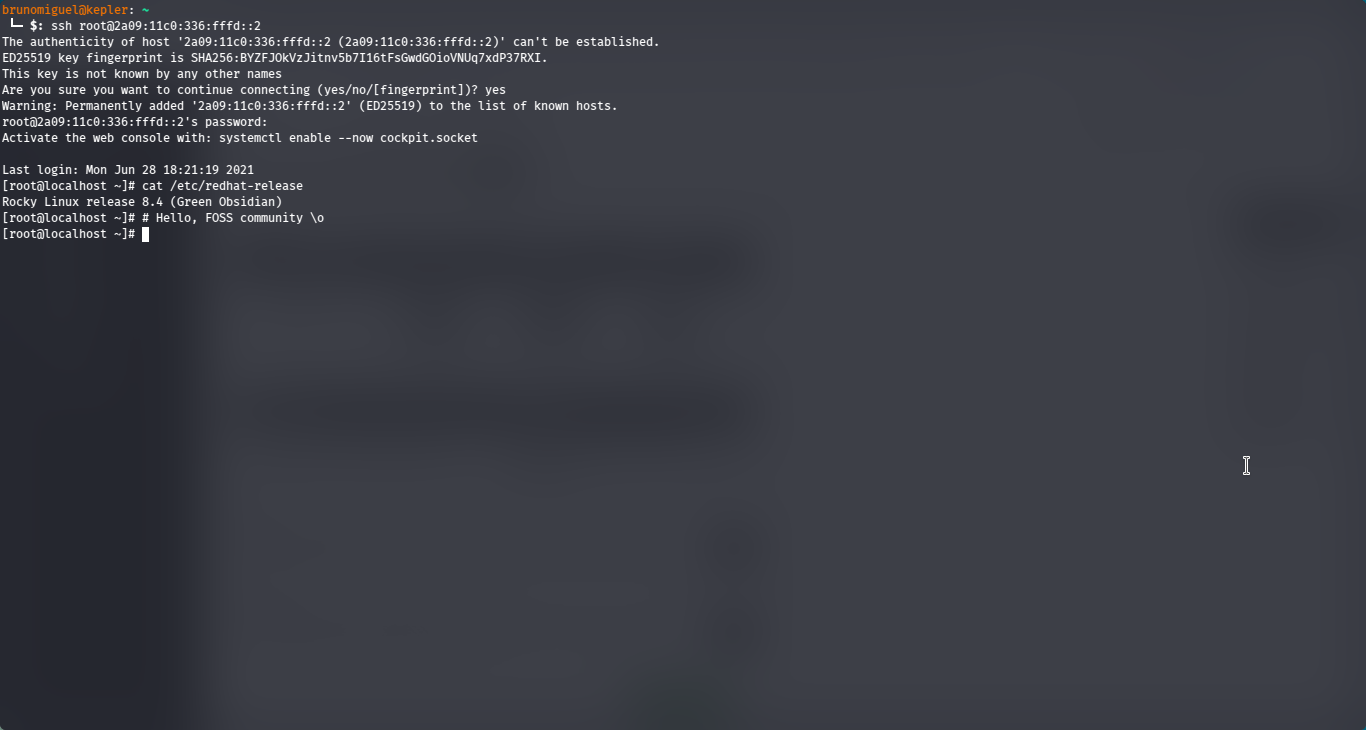 brunomiguel@kepler: ~
└─ $: ssh root@2a09:11c0:336:fffd::2
The authenticity of host '2a09:11c0:336:fffd::2 (2a09:11c0:336:fffd::2)' can't be established.
ED25519 key fingerprint is SHA256:BYZFJOkVzJitnv5b7I16tFsGwdGOioVNUq7xdP37RXI.
This key is not known by any other names
Are you sure you want to continue connecting (yes/no/[fingerprint])? yes
Warning: Permanently added '2a09:11c0:336:fffd::2' (ED25519) to the list of known hosts.
root@2a09:11c0:336:fffd::2's password:
Activate the web console with: systemctl enable --now cockpit.socket
Last login: Mon Jun 28 18:21:19 2021
[root@localhost ~]# cat /etc/redhat-release
Rocky Linux release 8.4 (Green Obsidian)
[root@localhost ~]# # Hello, FOSS community \o
[root@localhost ~]#